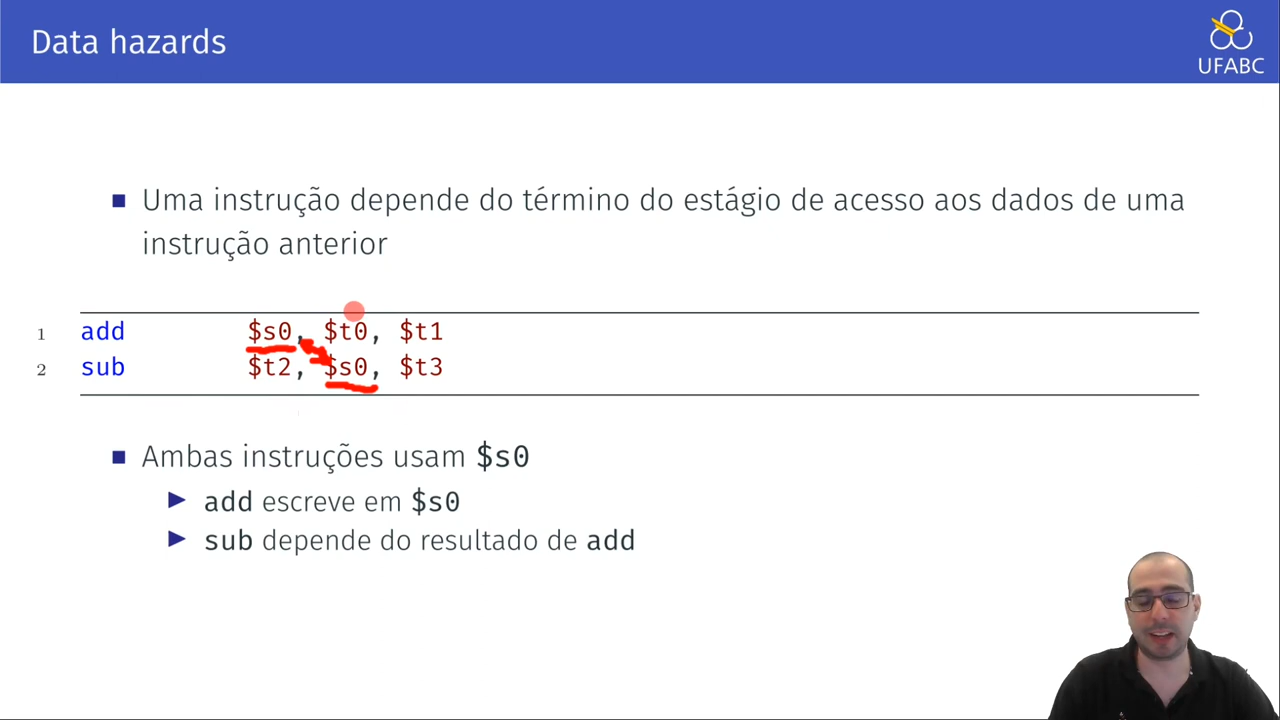 Data hazards
UFABC
Uma instrução depende do término do estágio de acesso aos dados de uma
instrução anterior
1 add $s0, $t0, $t1
2 sub $t2, $s0, $t3
Ambas instruções usam $s0
add escreve em $s0
sub depende do resultado de add